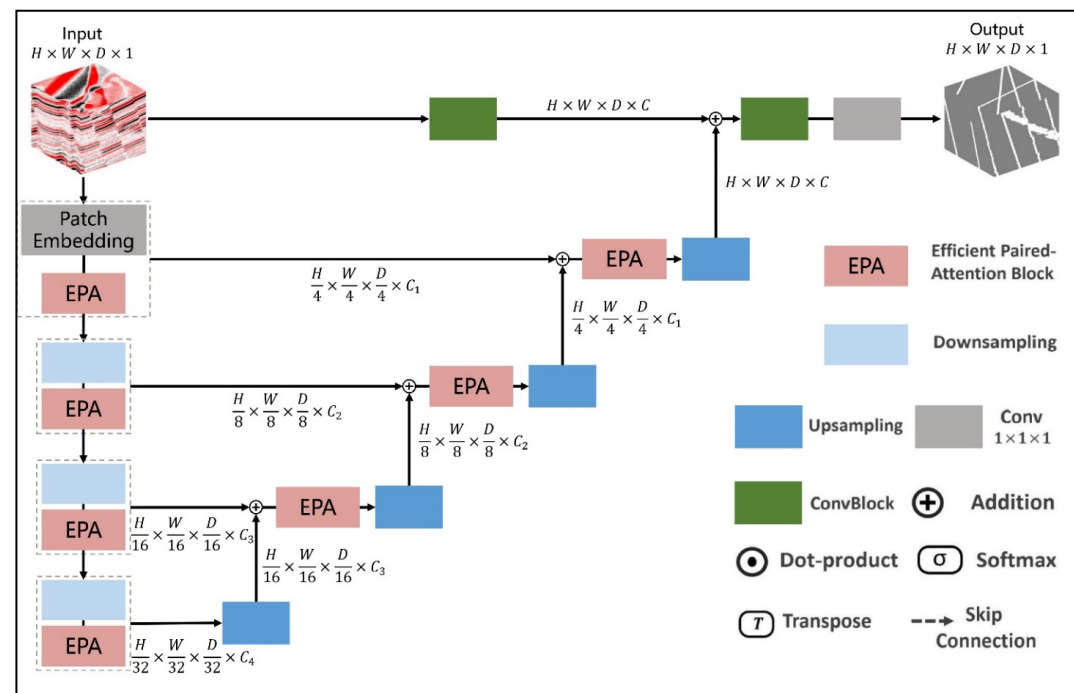 Input
H × W × D × 1
Output
H × W × D × 1
H × W × D × C
H × W × D × C
Patch
Embedding
EPA
H/4 × W/4 × D/4 × C₁
EPA
H/4 × W/4 × D/4 × C₁
EPA
H/8 × W/8 × D/8 × C₂
EPA
H/8 × W/8 × D/8 × C₂
EPA
H/16 × W/16 × D/16 × C₃
EPA
H/16 × W/16 × D/16 × C₃
EPA
H/32 × W/32 × D/32 × C₄
EPA
Efficient Paired-
Attention Block
Downsampling
Upsampling
Conv
1×1×1
ConvBlock
Addition
Dot-product
σ
Softmax
T
Transpose
Skip
Connection